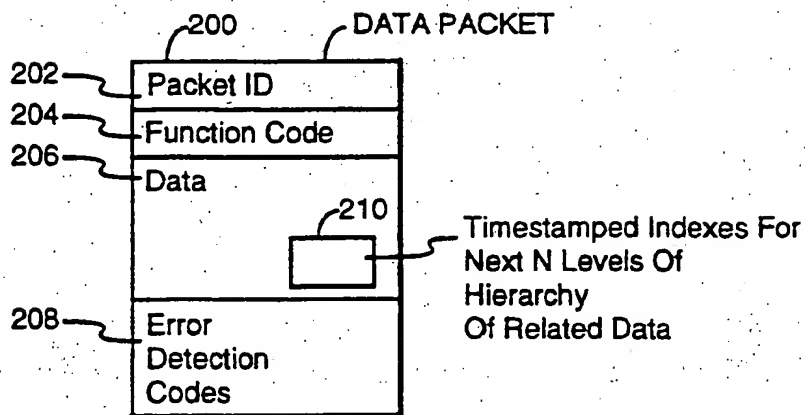 200 DATA PACKET
202 Packet ID
204 Function Code
206 Data
210
Timestamped Indexes For
Next N Levels Of
Hierarchy
Of Related Data
208 Error
Detection
Codes